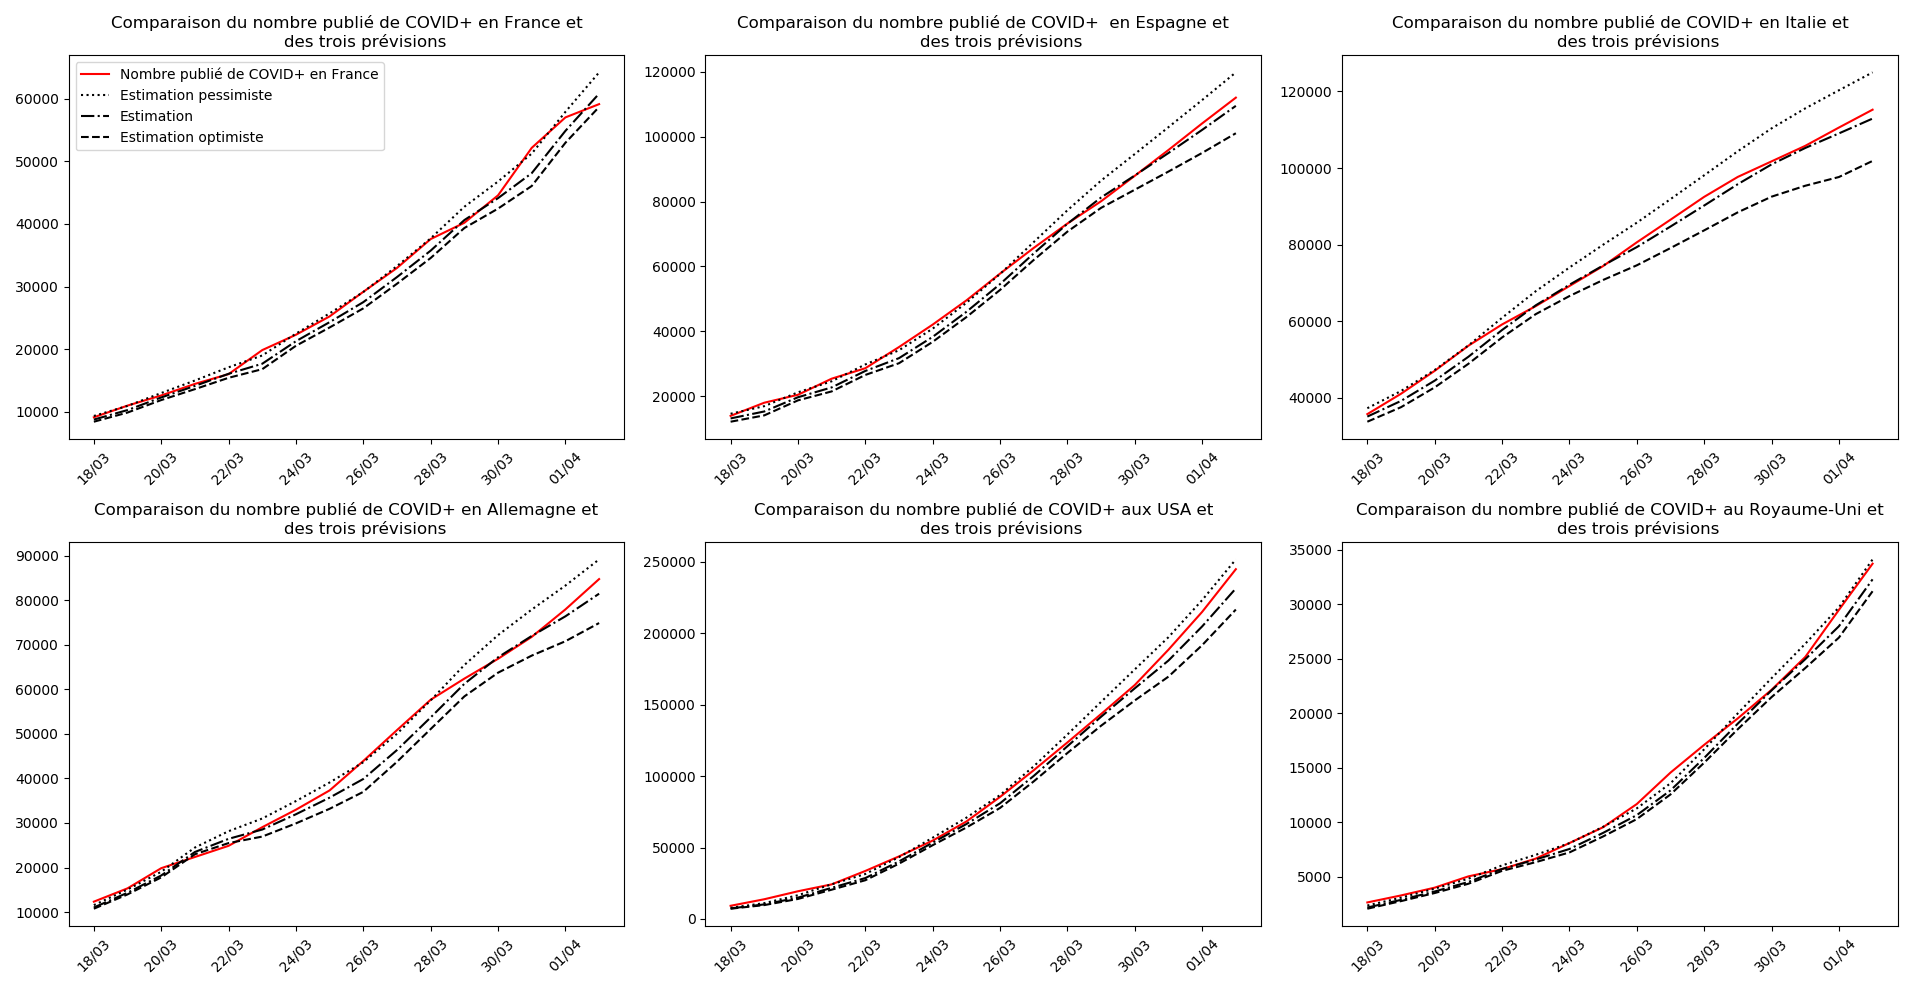 Comparaison du nombre publié de COVID+ en France et
des trois prévisions
Nombre publié de COVID+ en France
Estimation pessimiste
Estimation
Estimation optimiste
60000
50000
40000
30000
20000
10000
18/03 20/03 22/03 24/03 26/03 28/03 30/03 01/04
Comparaison du nombre publié de COVID+  en Espagne et
des trois prévisions
120000
100000
80000
60000
40000
20000
18/03 20/03 22/03 24/03 26/03 28/03 30/03 01/04
Comparaison du nombre publié de COVID+ en Italie et
des trois prévisions
120000
100000
80000
60000
40000
18/03 20/03 22/03 24/03 26/03 28/03 30/03 01/04
Comparaison du nombre publié de COVID+ en Allemagne et
des trois prévisions
90000
80000
70000
60000
50000
40000
30000
20000
10000
18/03 20/03 22/03 24/03 26/03 28/03 30/03 01/04
Comparaison du nombre publié de COVID+ aux USA et
des trois prévisions
250000
200000
150000
100000
50000
0
18/03 20/03 22/03 24/03 26/03 28/03 30/03 01/04
Comparaison du nombre publié de COVID+ au Royaume-Uni et
des trois prévisions
35000
30000
25000
20000
15000
10000
5000
18/03 20/03 22/03 24/03 26/03 28/03 30/03 01/04